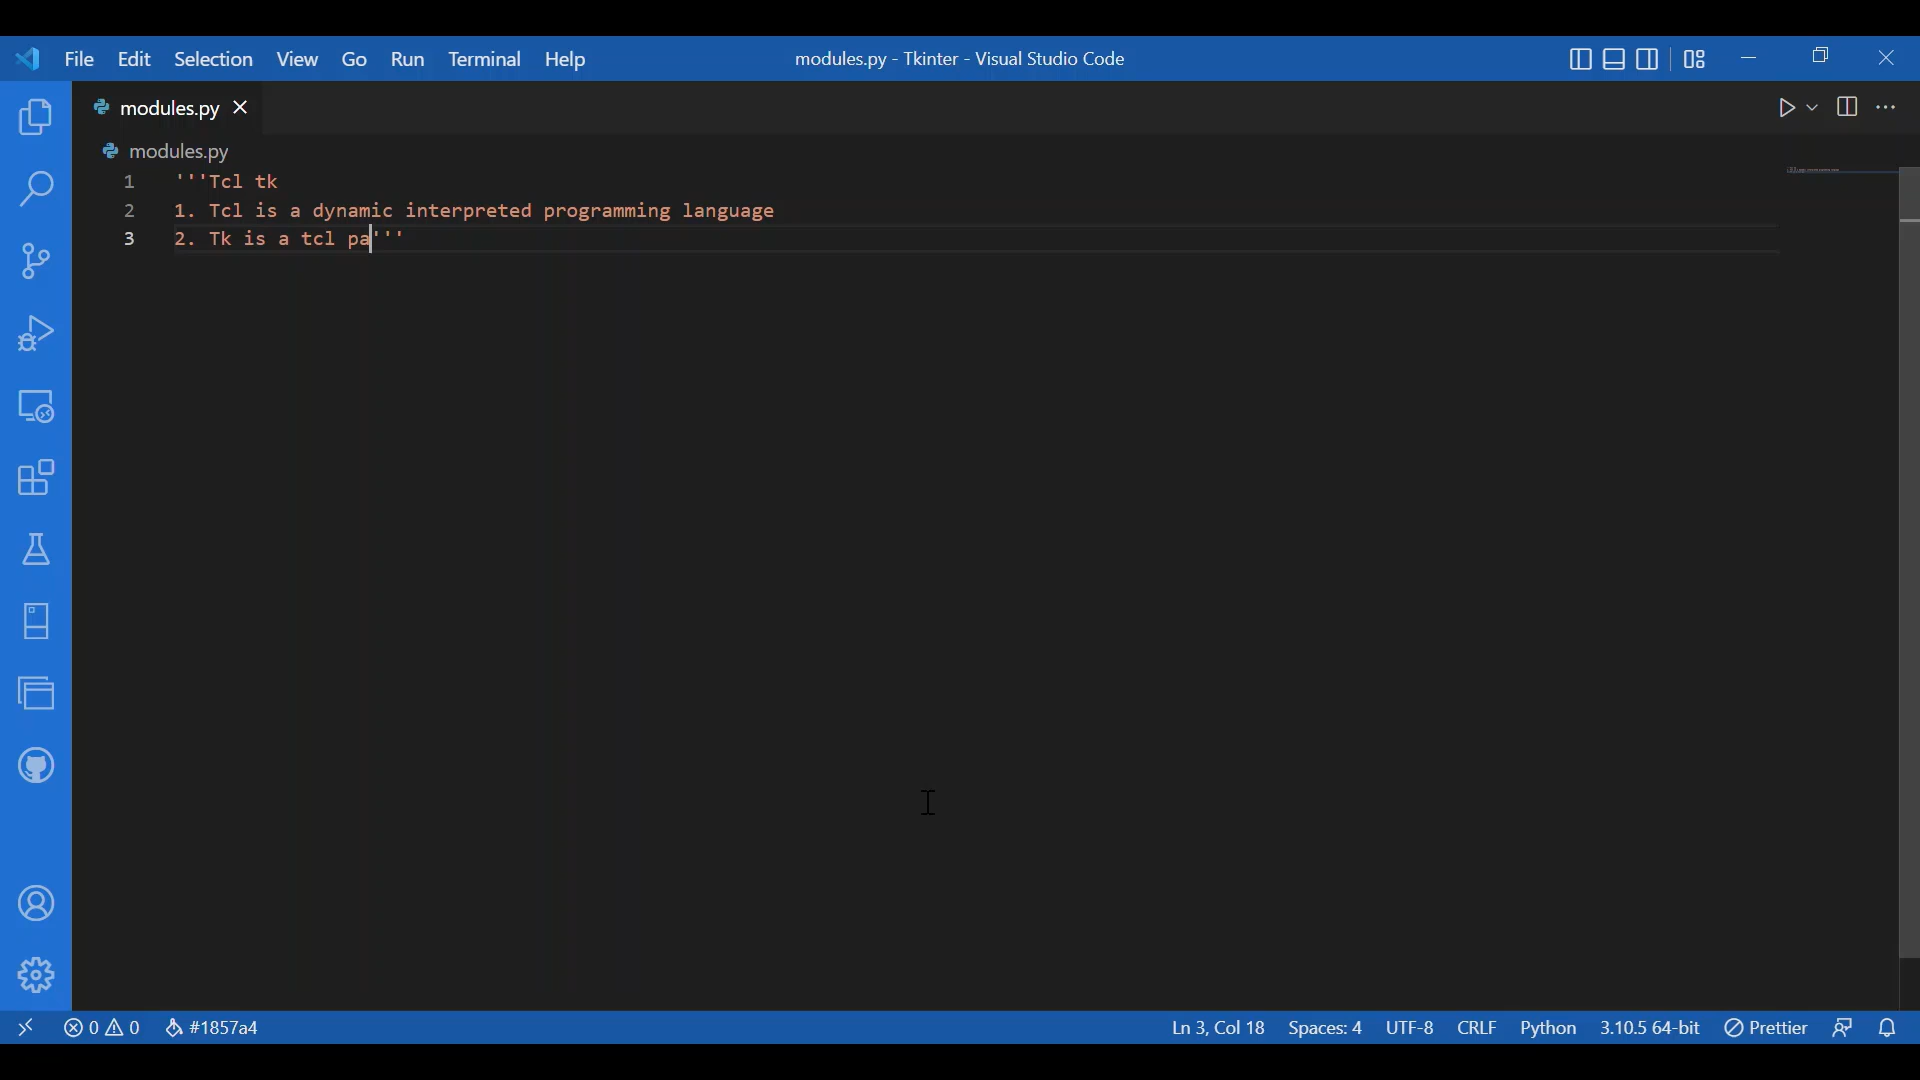 File Edit Selection View Go Run Terminal Help modules.py - Tkinter - Visual Studio Code
modules.py
modules.py
1 '''Tcl tk
2 1. Tcl is a dynamic interpreted programming language
3 2. Tk is a tcl pa'''
0 0 #1857a4 Ln 3, Col 18 Spaces: 4 UTF-8 CRLF Python 3.10.5 64-bit Prettier